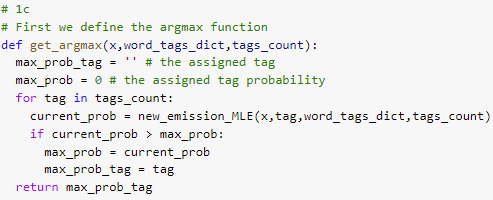 # 1c
# First we define the argmax function
def get_argmax(x,word_tags_dict,tags_count):
  max_prob_tag = '' # the assigned tag
  max_prob = 0 # the assigned tag probability
  for tag in tags_count:
    current_prob = new_emission_MLE(x,tag,word_tags_dict,tags_count)
    if current_prob > max_prob:
      max_prob = current_prob
      max_prob_tag = tag
  return max_prob_tag